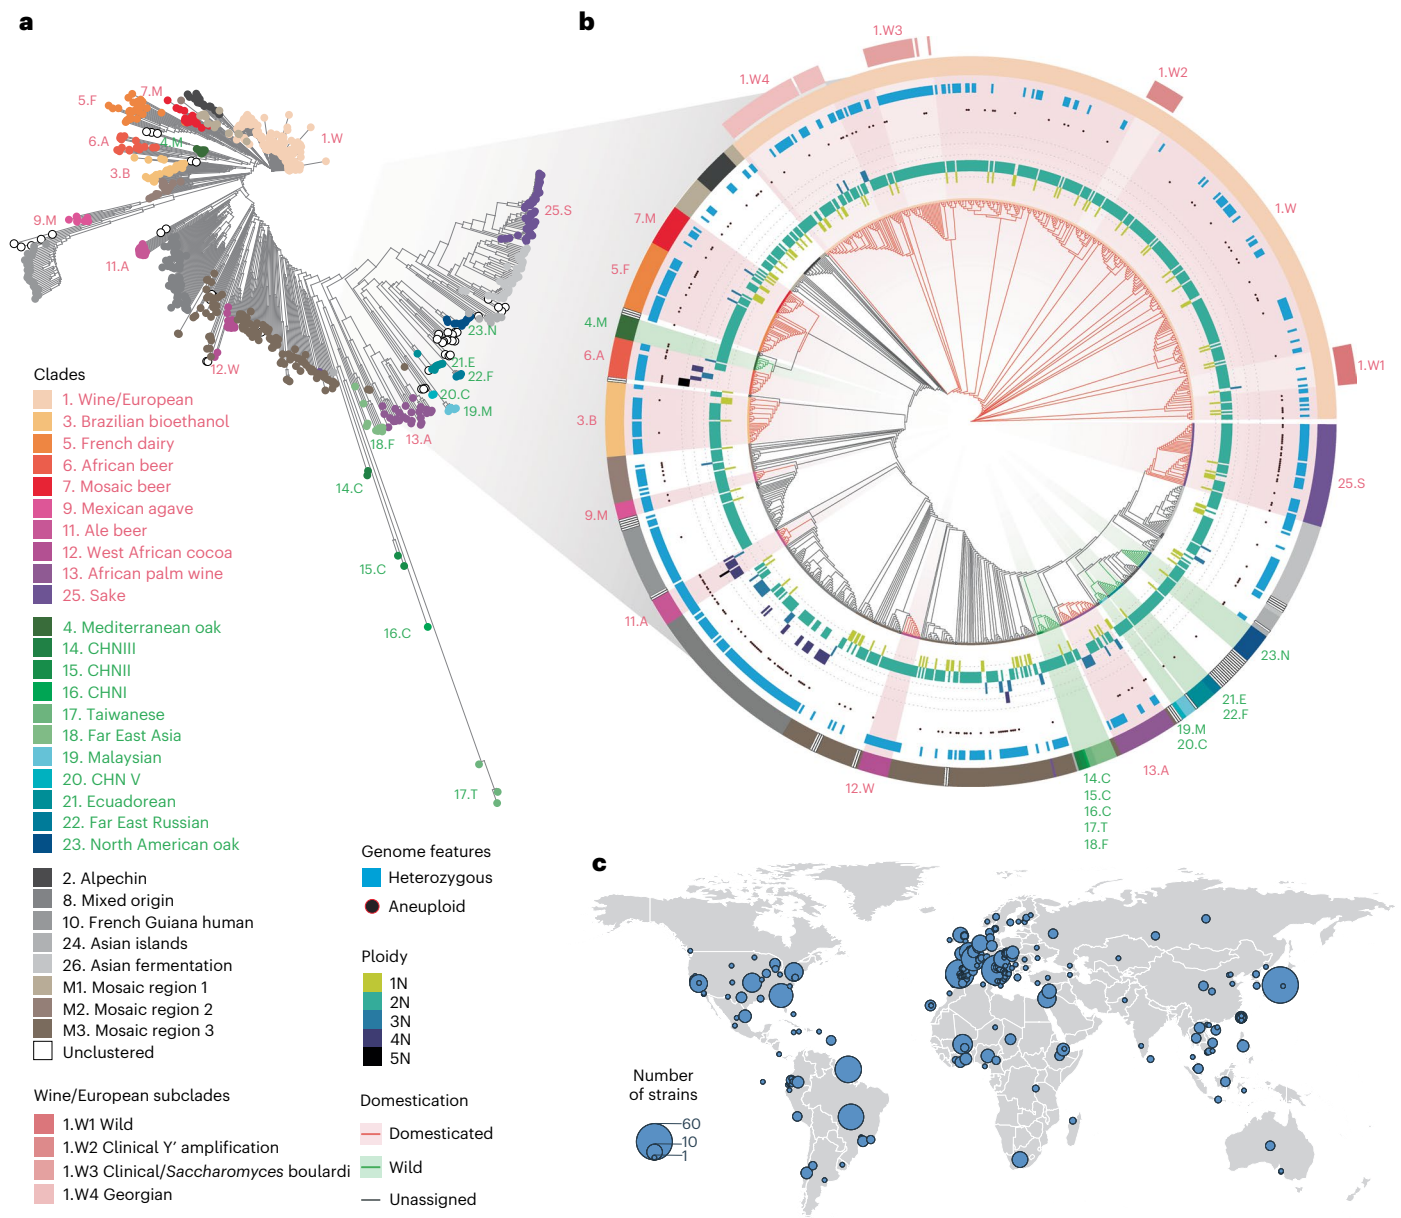 a
5.F
7.M
1.W
4.M
6.A
3.B
9.M
11.A
12.W
25.S
23.N
21.E
22.F
20.C
19.M
18.F
13.A
14.C
15.C
16.C
17.T
Clades
1. Wine/European
3. Brazilian bioethanol
5. French dairy
6. African beer
7. Mosaic beer
9. Mexican agave
11. Ale beer
12. West African cocoa
13. African palm wine
25. Sake
4. Mediterranean oak
14. CHNIII
15. CHNII
16. CHNI
17. Taiwanese
18. Far East Asia
19. Malaysian
20. CHN V
21. Ecuadorean
22. Far East Russian
23. North American oak
2. Alpechin
8. Mixed origin
10. French Guiana human
24. Asian islands
26. Asian fermentation
M1. Mosaic region 1
M2. Mosaic region 2
M3. Mosaic region 3
Unclustered
Wine/European subclades
1.W1 Wild
1.W2 Clinical Y′ amplification
1.W3 Clinical/Saccharomyces boulardi
1.W4 Georgian
Genome features
Heterozygous
Aneuploid
Ploidy
1N
2N
3N
4N
5N
Domestication
Domesticated
Wild
Unassigned
b
1.W3
1.W4
1.W2
1.W
1.W1
7.M
5.F
4.M
6.A
3.B
9.M
11.A
12.W
25.S
23.N
21.E
22.F
19.M
20.C
13.A
14.C
15.C
16.C
17.T
18.F
c
Number
of strains
60
10
1